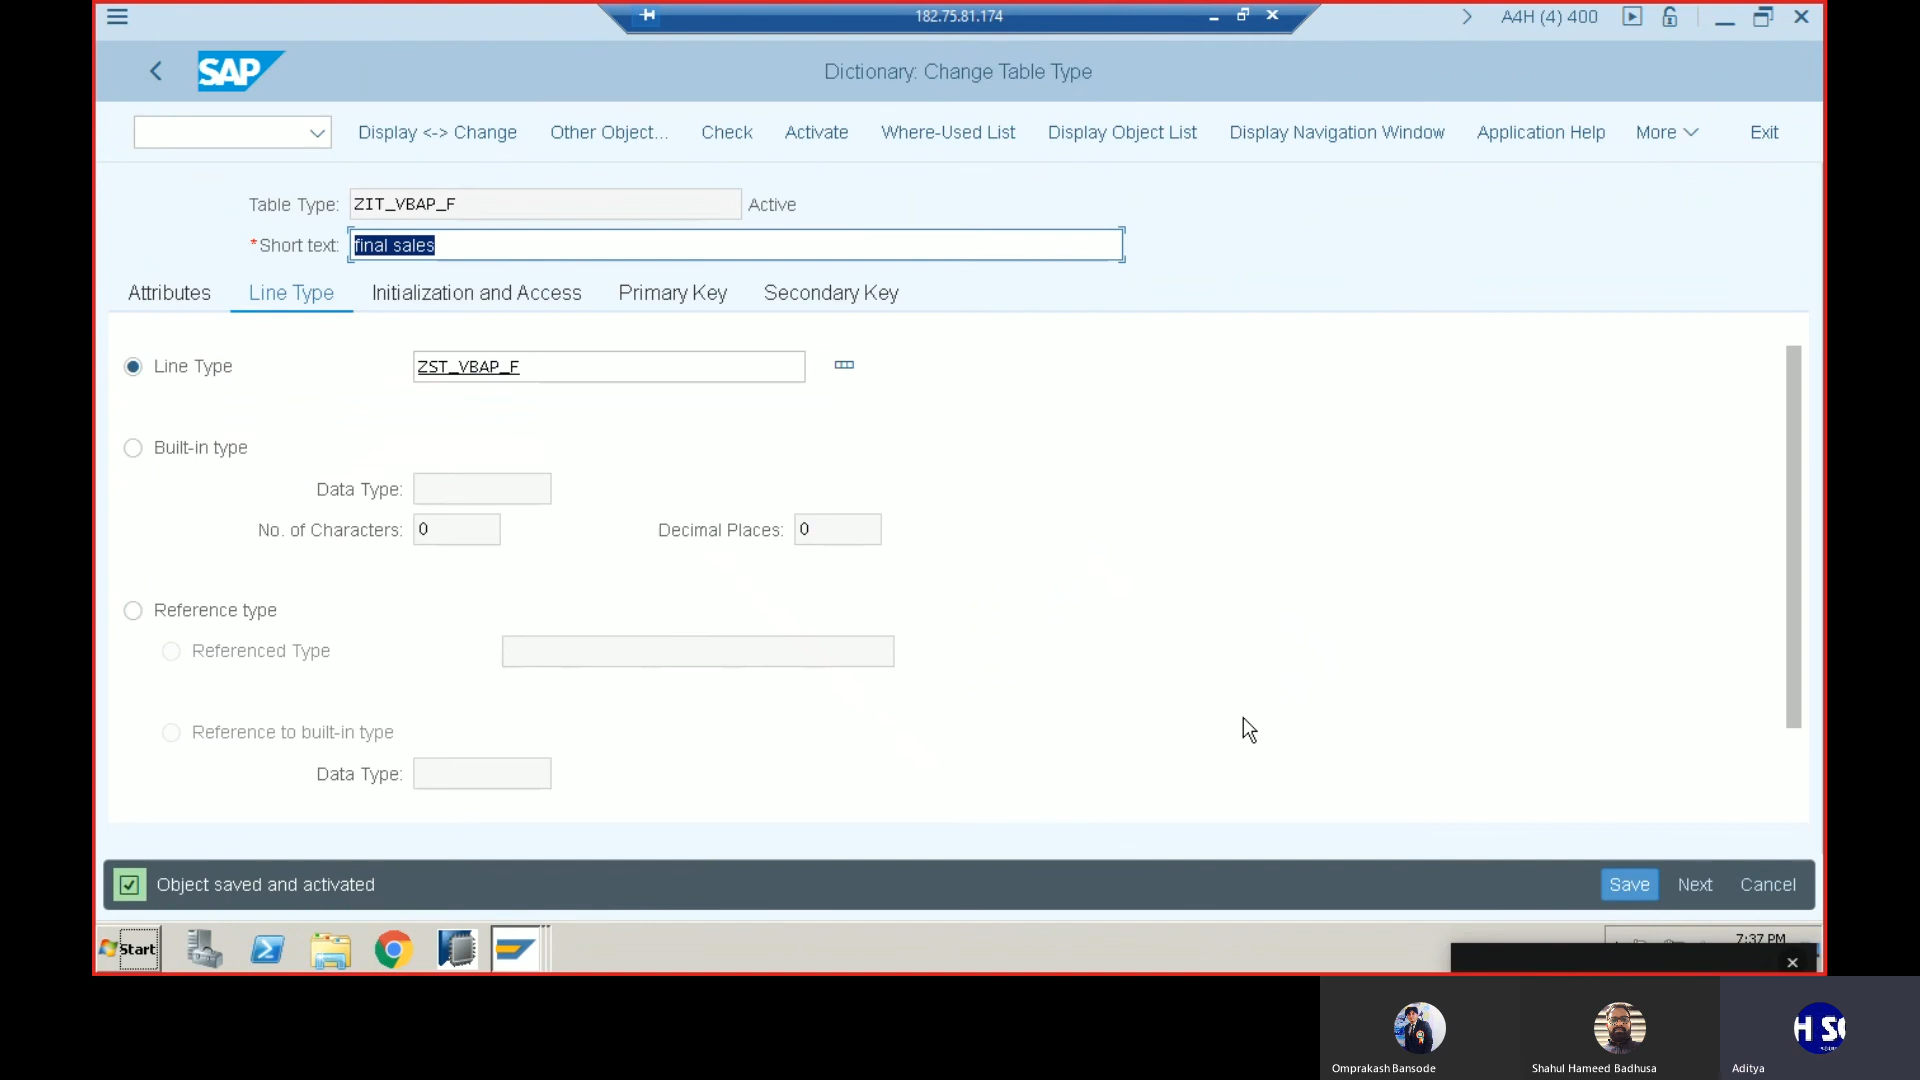 182.75.81.174
A4H (4) 400
SAP
Dictionary: Change Table Type
Display <-> Change
Other Object...
Check
Activate
Where-Used List
Display Object List
Display Navigation Window
Application Help
More
Exit
Table Type: ZIT_VBAP_F Active
*Short text: final sales
Attributes
Line Type
Initialization and Access
Primary Key
Secondary Key
Line Type ZST_VBAP_F
Built-in type
Data Type:
No. of Characters: 0 Decimal Places: 0
Reference type
Referenced Type
Reference to built-in type
Data Type:
Object saved and activated
Save
Next
Cancel
Start
7:37 PM
Omprakash Bansode
Shahul Hameed Badhusa
Aditya